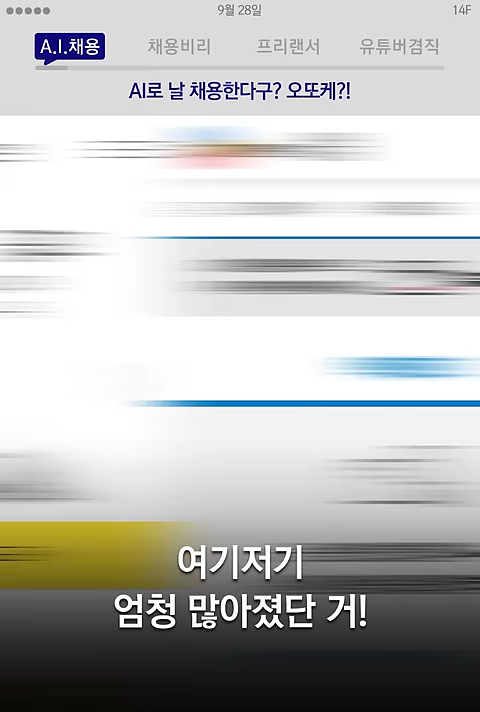 9월 28일
14F
A.I.채용
채용비리
프리랜서
유튜버겸직
AI로 날 채용한다구? 오또케?!
여기저기
엄청 많아졌단 거!